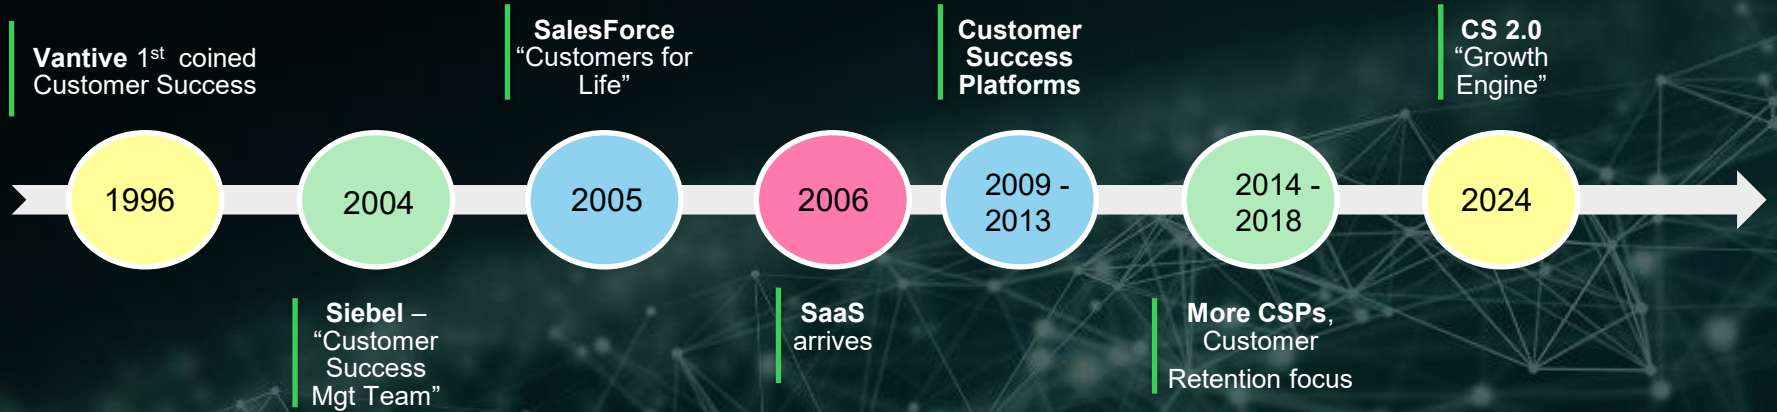 Vantive 1st coined
Customer Success
SalesForce
“Customers for
Life”
Customer
Success
Platforms
CS 2.0
“Growth
Engine”
1996
2004
2005
2006
2009 -
2013
2014 -
2018
2024
Siebel –
“Customer
Success
Mgt Team”
SaaS
arrives
More CSPs,
Customer
Retention focus